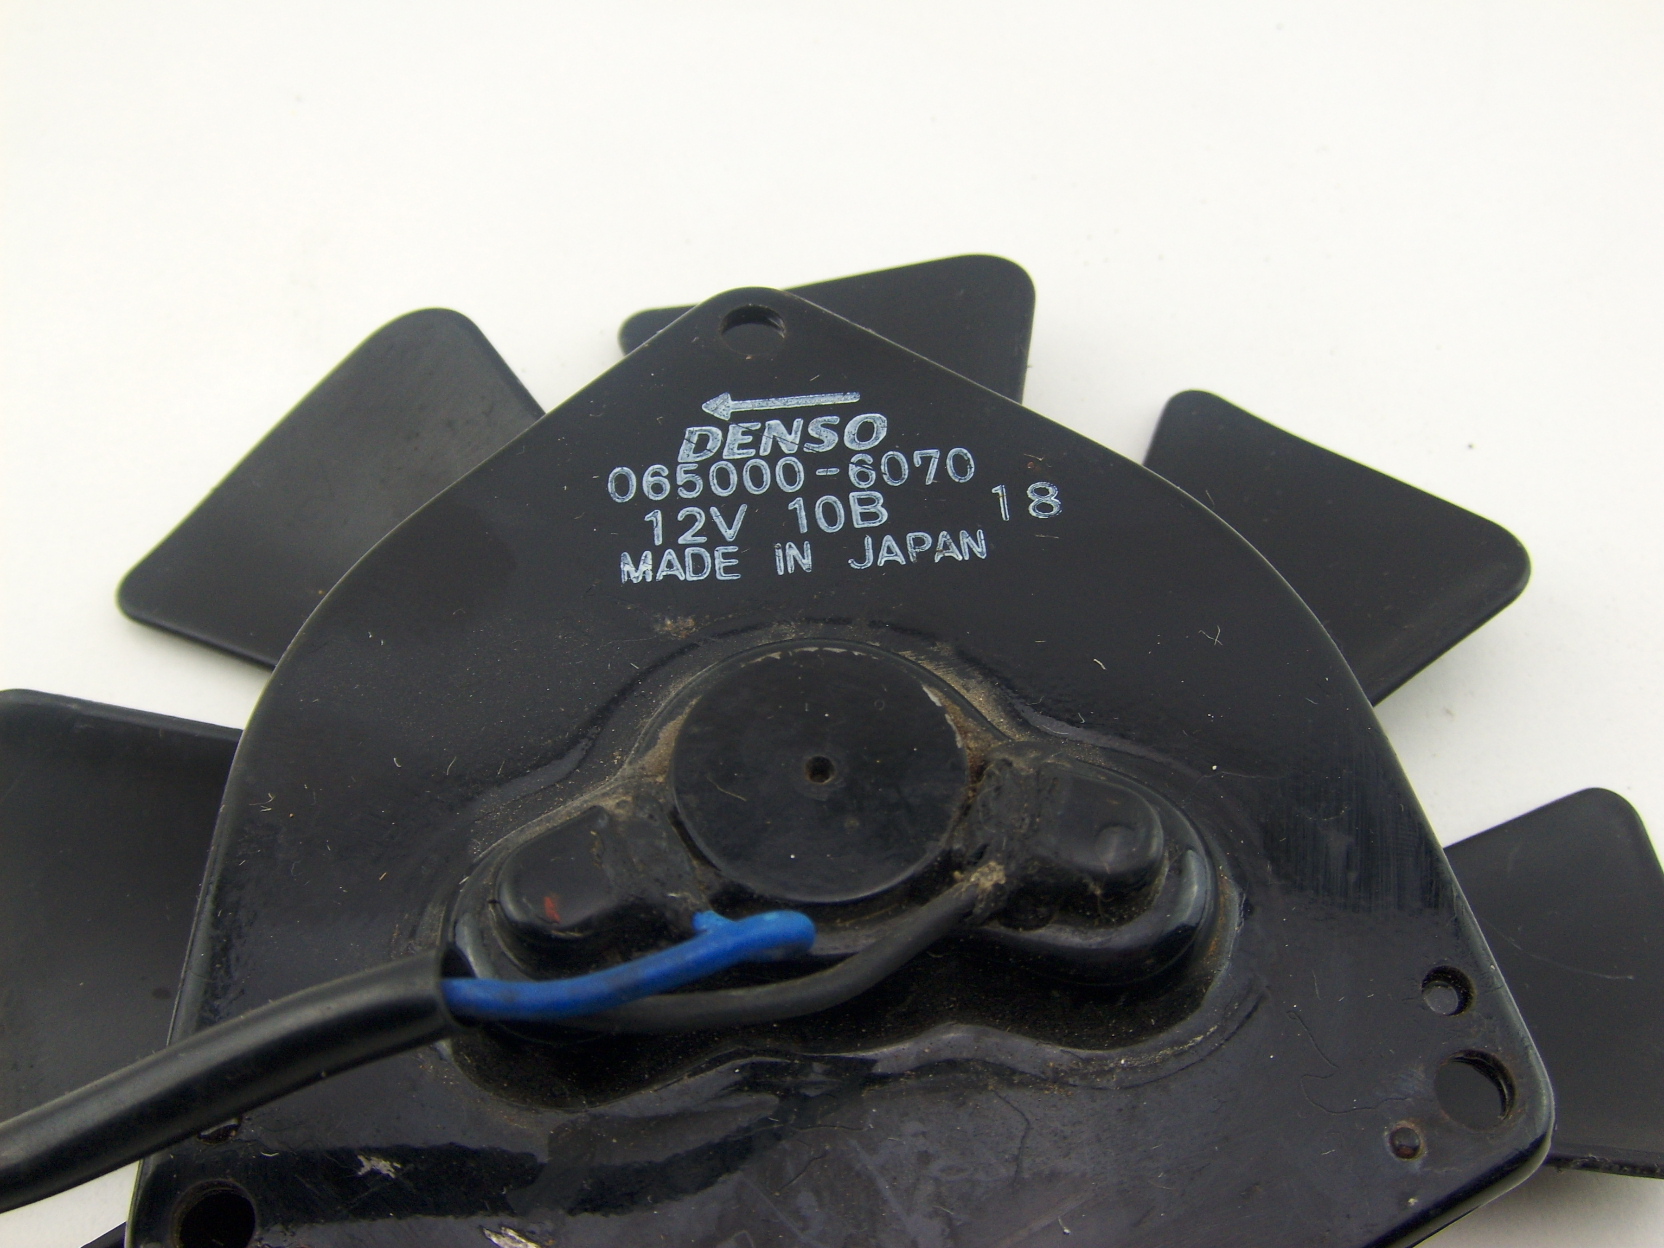 DENSO
065000-6070
12V 10B 18
MADE IN JAPAN